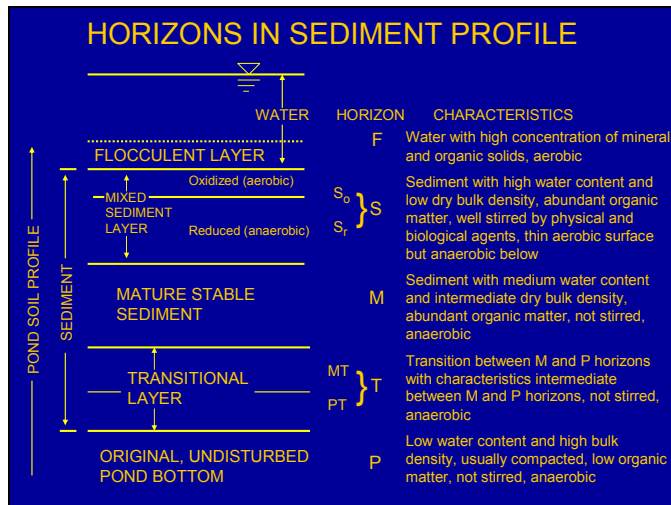 HORIZONS IN SEDIMENT PROFILE
WATER
HORIZON
CHARACTERISTICS
FLOCCULENT LAYER
F
Water with high concentration of mineral
and organic solids, aerobic
Oxidized (aerobic)
MIXED
SEDIMENT
LAYER
Reduced (anaerobic)
So
Sr
} S
Sediment with high water content and
low dry bulk density, abundant organic
matter, well stirred by physical and
biological agents, thin aerobic surface
but anaerobic below
MATURE STABLE
SEDIMENT
M
Sediment with medium water content
and intermediate dry bulk density,
abundant organic matter, not stirred,
anaerobic
TRANSITIONAL
LAYER
MT
PT
} T
Transition between M and P horizons
with characteristics intermediate
between M and P horizons, not stirred,
anaerobic
ORIGINAL, UNDISTURBED
POND BOTTOM
P
Low water content and high bulk
density, usually compacted, low organic
matter, not stirred, anaerobic
POND SOIL PROFILE
SEDIMENT